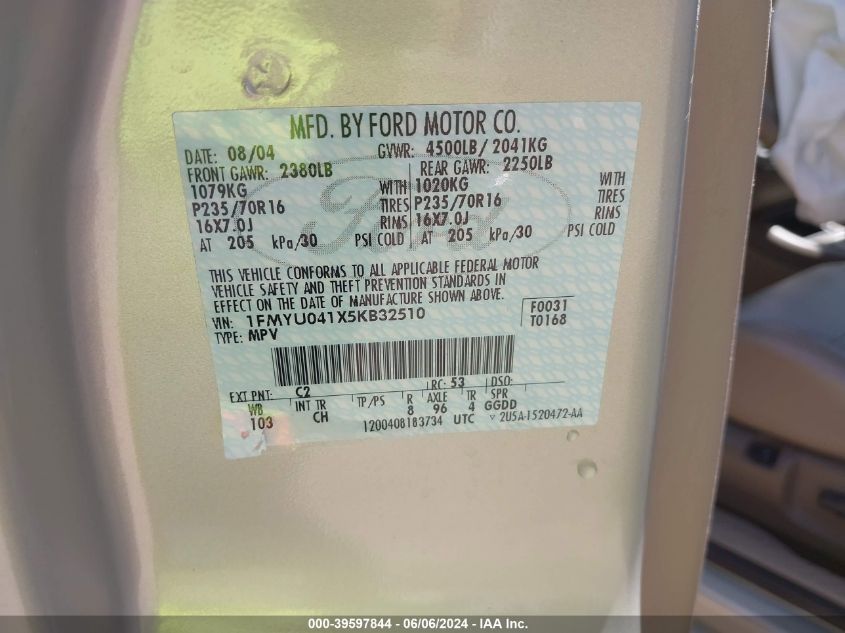 MFD. BY FORD MOTOR CO.
DATE: 08/04 GVWR: 4500LB/ 2041KG
FRONT GAWR: 2380LB REAR GAWR: 2250LB
1079KG WITH 1020KG WITH
P235/70R16 TIRES P235/70R16 TIRES
16X7.0J RIMS 16X7.0J RIMS
AT 205 kPa/30 PSI COLD AT 205 kPa/30 PSI COLD
Ford
THIS VEHICLE CONFORMS TO ALL APPLICABLE FEDERAL MOTOR
VEHICLE SAFETY AND THEFT PREVENTION STANDARDS IN
EFFECT ON THE DATE OF MANUFACTURE SHOWN ABOVE.
VIN: 1FMYU041X5KB32510 F0031
TYPE: MPV T0168
EXT PNT: C2 RC: 53 DSO:
WB INT TR TP/PS R AXLE TR SPR
103 CH 8 96 4 GGDD
1200408183734 UTC ▽ 2U5A-1520472-AA
000-39597844 | 06/06/2024 - IAA Inc.